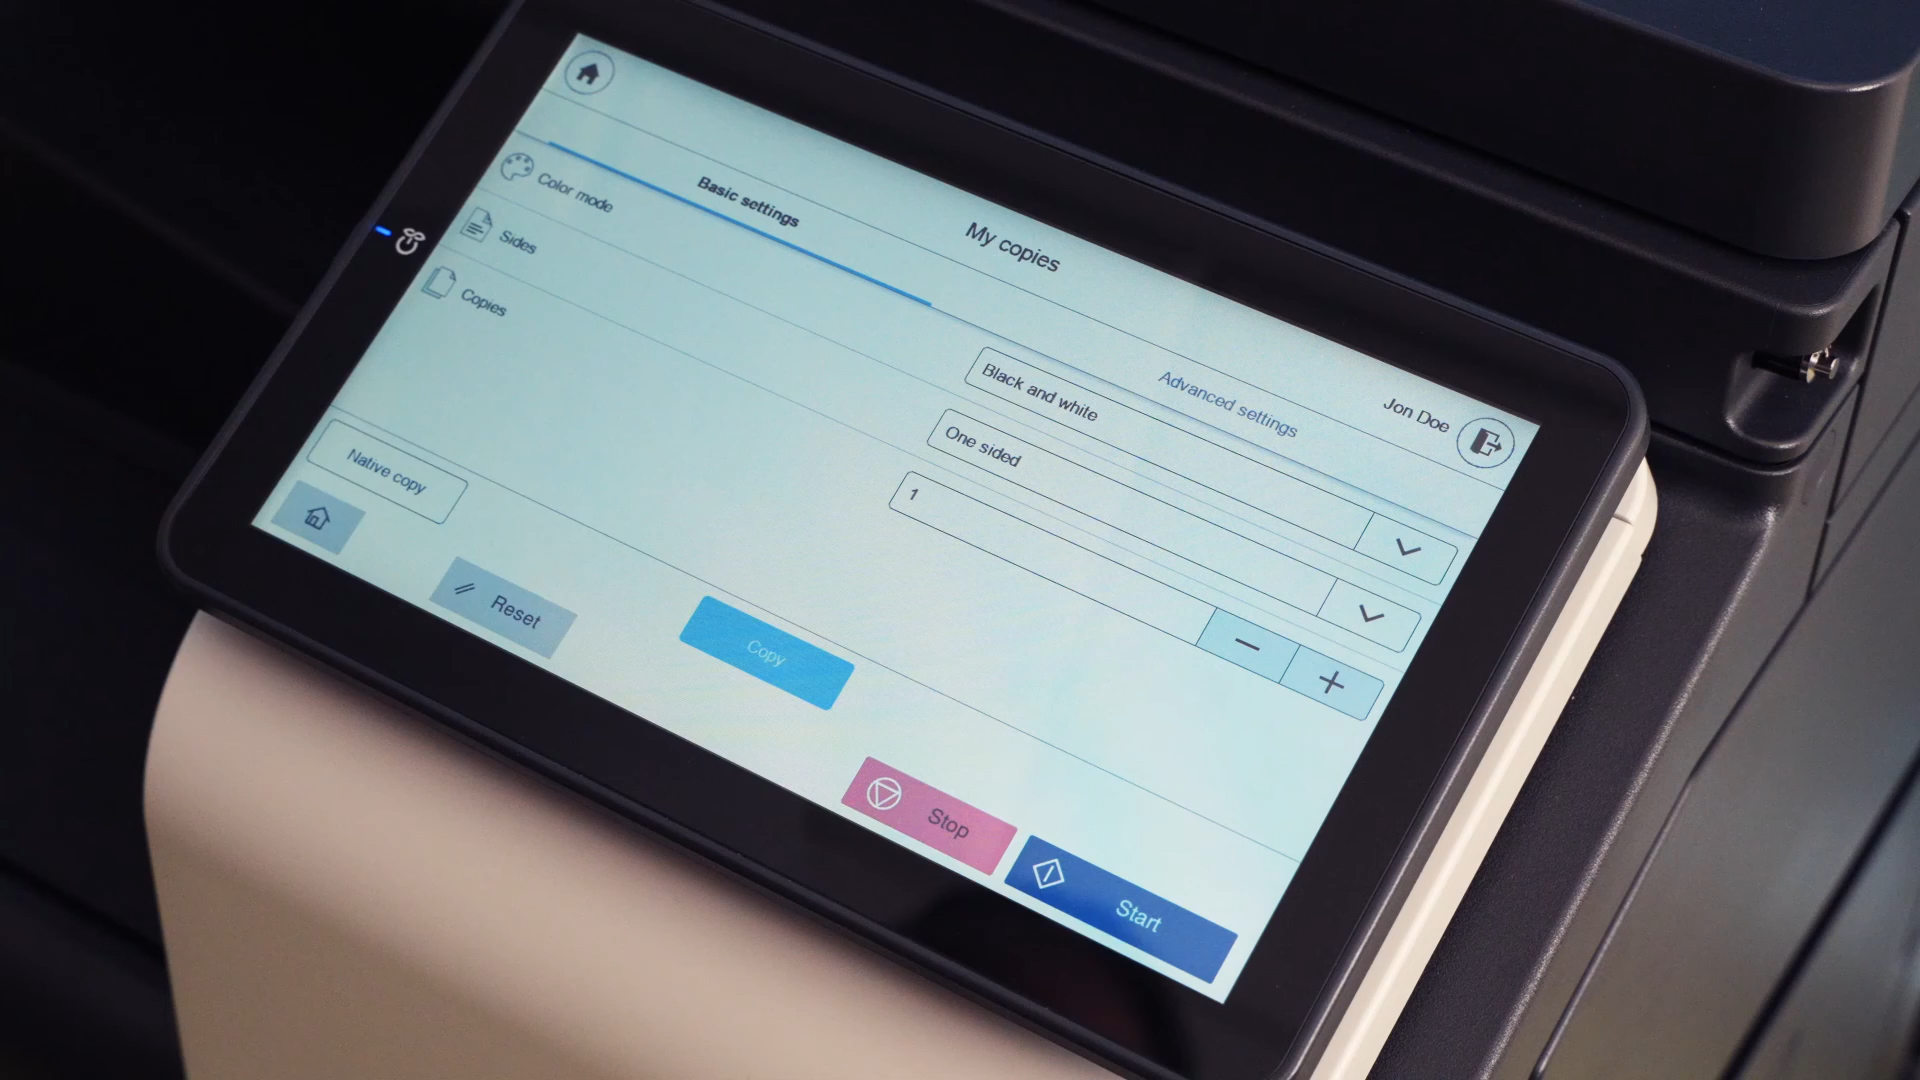 My copies
Jon Doe
Basic settings
Advanced settings
Color mode
Black and white
Sides
One sided
Copies
1
Native copy
Copy
Reset
Stop
Start